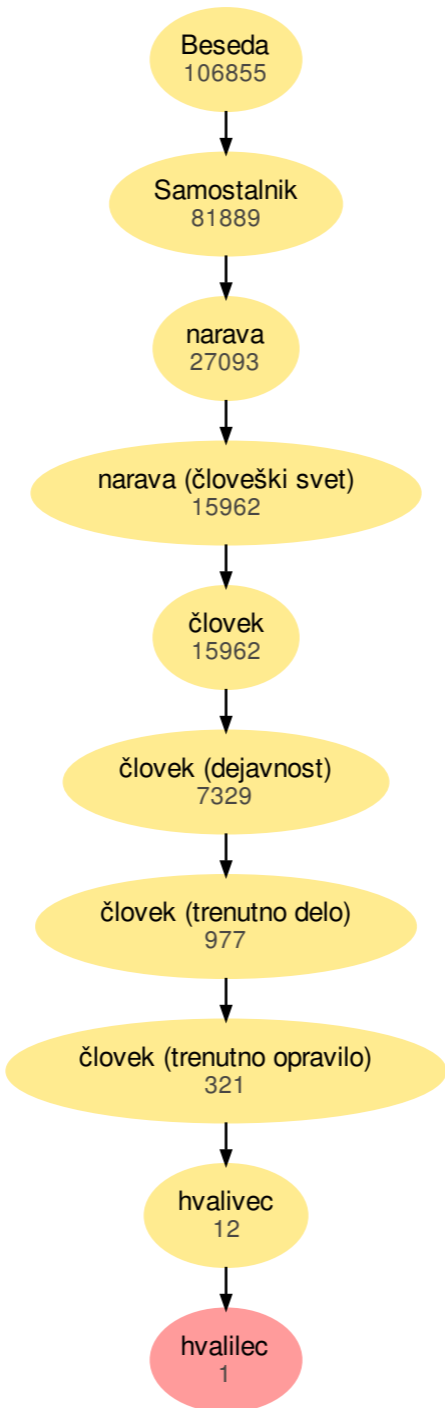 Beseda
106855
Samostalnik
81889
narava
27093
narava (človeški svet)
15962
človek
15962
človek (dejavnost)
7329
človek (trenutno delo)
977
človek (trenutno opravilo)
321
hvalivec
12
hvalilec
1